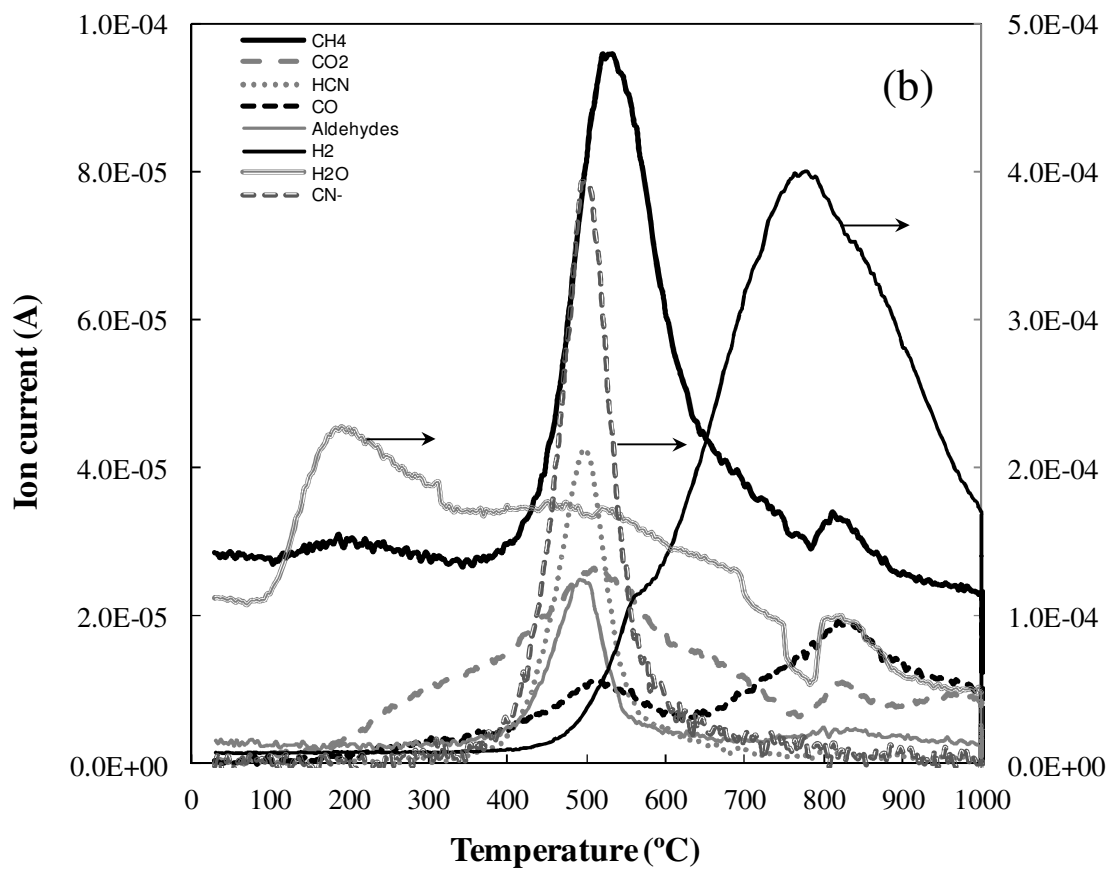 1.0E-04
8.0E-05
6.0E-05
4.0E-05
2.0E-05
0.0E+00
Ion current (A)
CH4
CO2
HCN
CO
Aldehydes
H2
H2O
CN-
(b)
5.0E-04
4.0E-04
3.0E-04
2.0E-04
1.0E-04
0.0E+00
0 100 200 300 400 500 600 700 800 900 1000
Temperature (ºC)